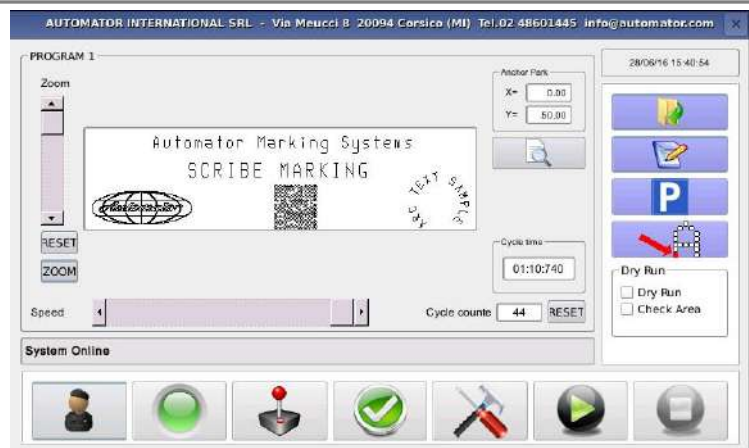 AUTOMATOR INTERNATIONAL SRL - Via Meucci 8 20094 Corsico (MI) Tel.02 48601445 info@automator.com
PROGRAM 1
28/06/16 15:40:54
Zoom
Anchor Park
X= 0.00
Y= 50,00
Automator Marking Systems
SCRIBE MARKING
Automator
ARC TEXT SAMPLE
P
A
RESET
ZOOM
Cycle time
01:10:740
Dry Run
Dry Run
Check Area
Speed
Cycle counte 44 RESET
System Online